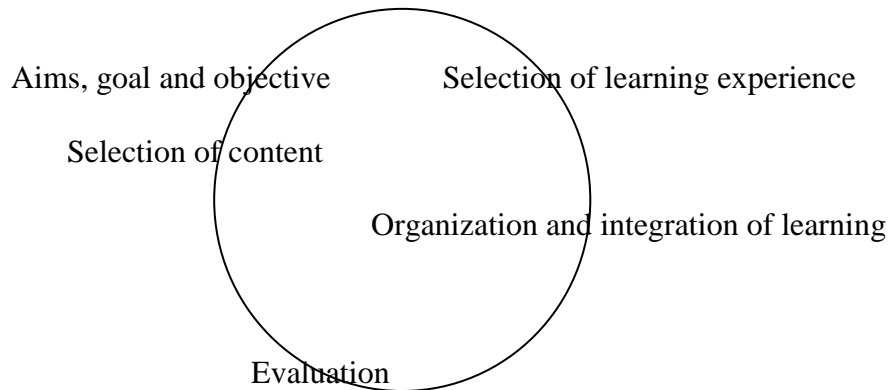 Aims, goal and objective
Selection of learning experience
Selection of content
Organization and integration of learning
Evaluation